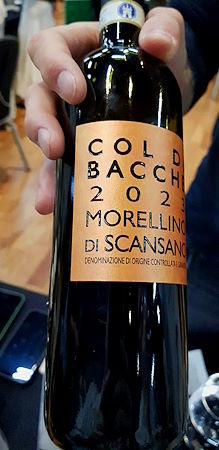 COL D
BACCH
2023
MORELLINO
DI SCANSANO
DENOMINAZIONE DI ORIGINE CONTROLLATA E